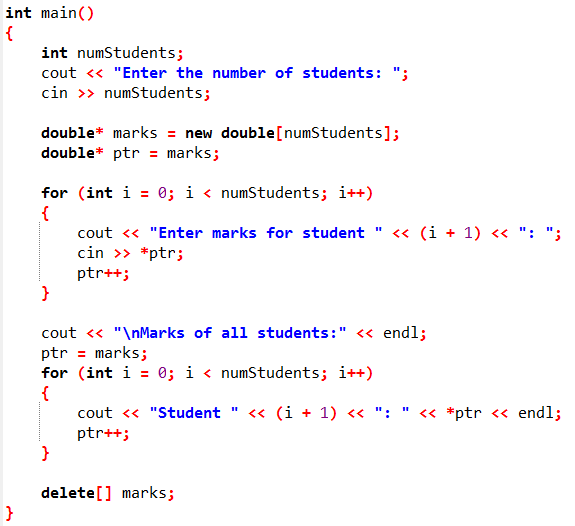 int main()
{
    int numStudents;
    cout << "Enter the number of students: ";
    cin >> numStudents;

    double* marks = new double[numStudents];
    double* ptr = marks;

    for (int i = 0; i < numStudents; i++)
    {
        cout << "Enter marks for student " << (i + 1) << ": ";
        cin >> *ptr;
        ptr++;
    }

    cout << "\nMarks of all students:" << endl;
    ptr = marks;
    for (int i = 0; i < numStudents; i++)
    {
        cout << "Student " << (i + 1) << ": " << *ptr << endl;
        ptr++;
    }

    delete[] marks;
}